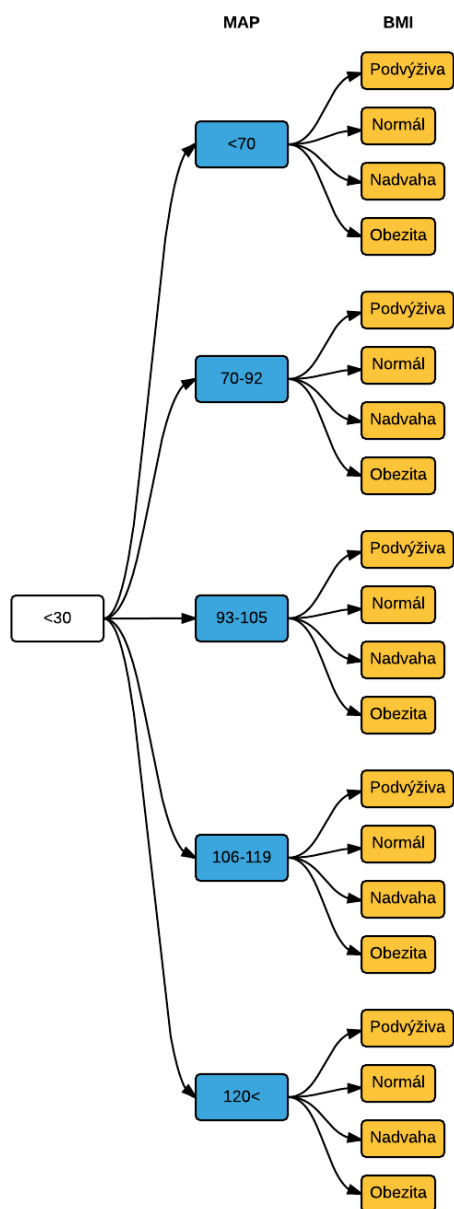 MAP
BMI
Podvýživa
<70
Normál
Nadvaha
Obezita
Podvýživa
70-92
Normál
Nadvaha
Obezita
Podvýživa
<30
93-105
Normál
Nadvaha
Obezita
Podvýživa
106-119
Normál
Nadvaha
Obezita
Podvýživa
120<
Normál
Nadvaha
Obezita